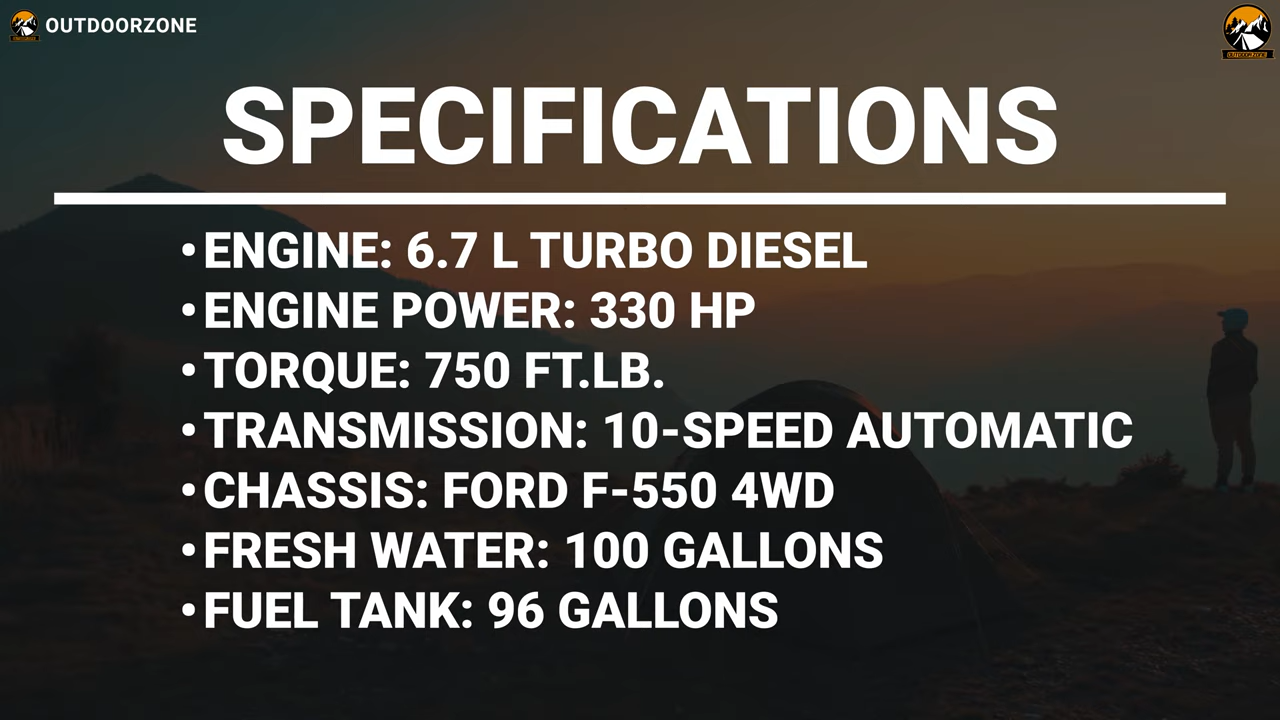 OUTDOORZONE
OUTDOORZONE
SPECIFICATIONS
•ENGINE: 6.7 L TURBO DIESEL
•ENGINE POWER: 330 HP
•TORQUE: 750 FT.LB.
•TRANSMISSION: 10-SPEED AUTOMATIC
•CHASSIS: FORD F-550 4WD
•FRESH WATER: 100 GALLONS
•FUEL TANK: 96 GALLONS